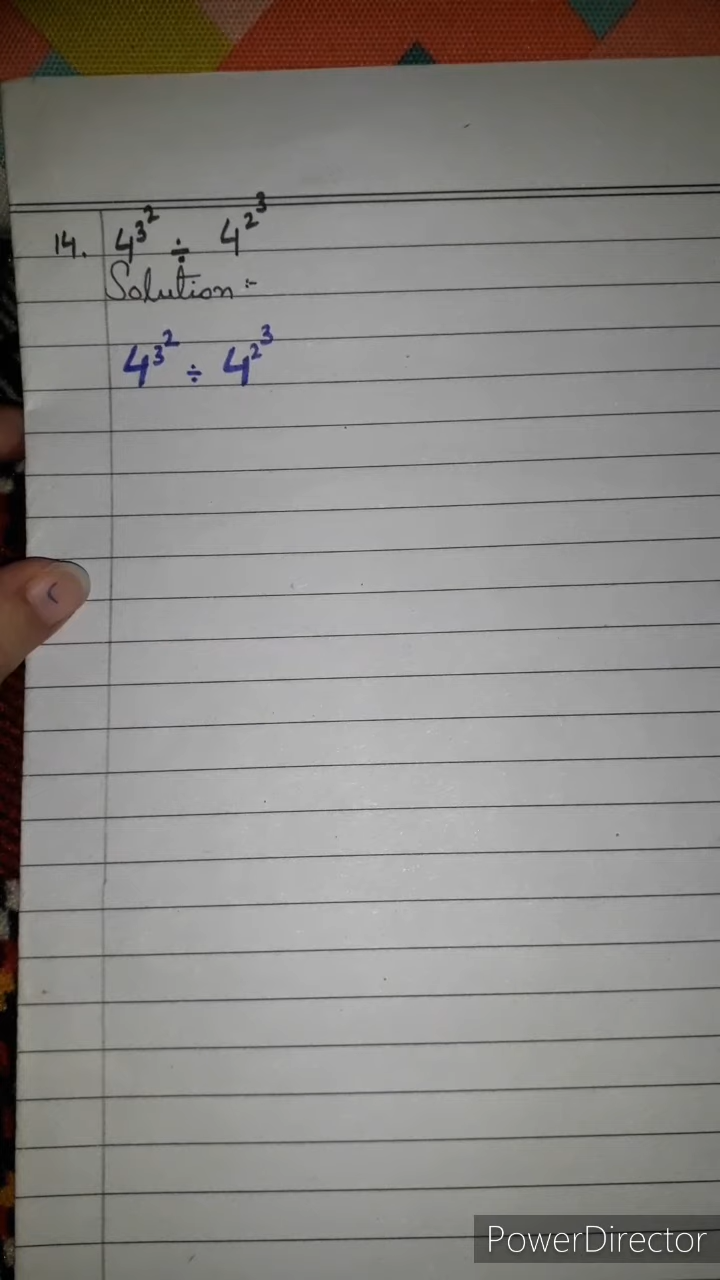 14. 4^3^2 ÷ 4^2^3
Solution :-
4^3^2 ÷ 4^2^3
PowerDirector